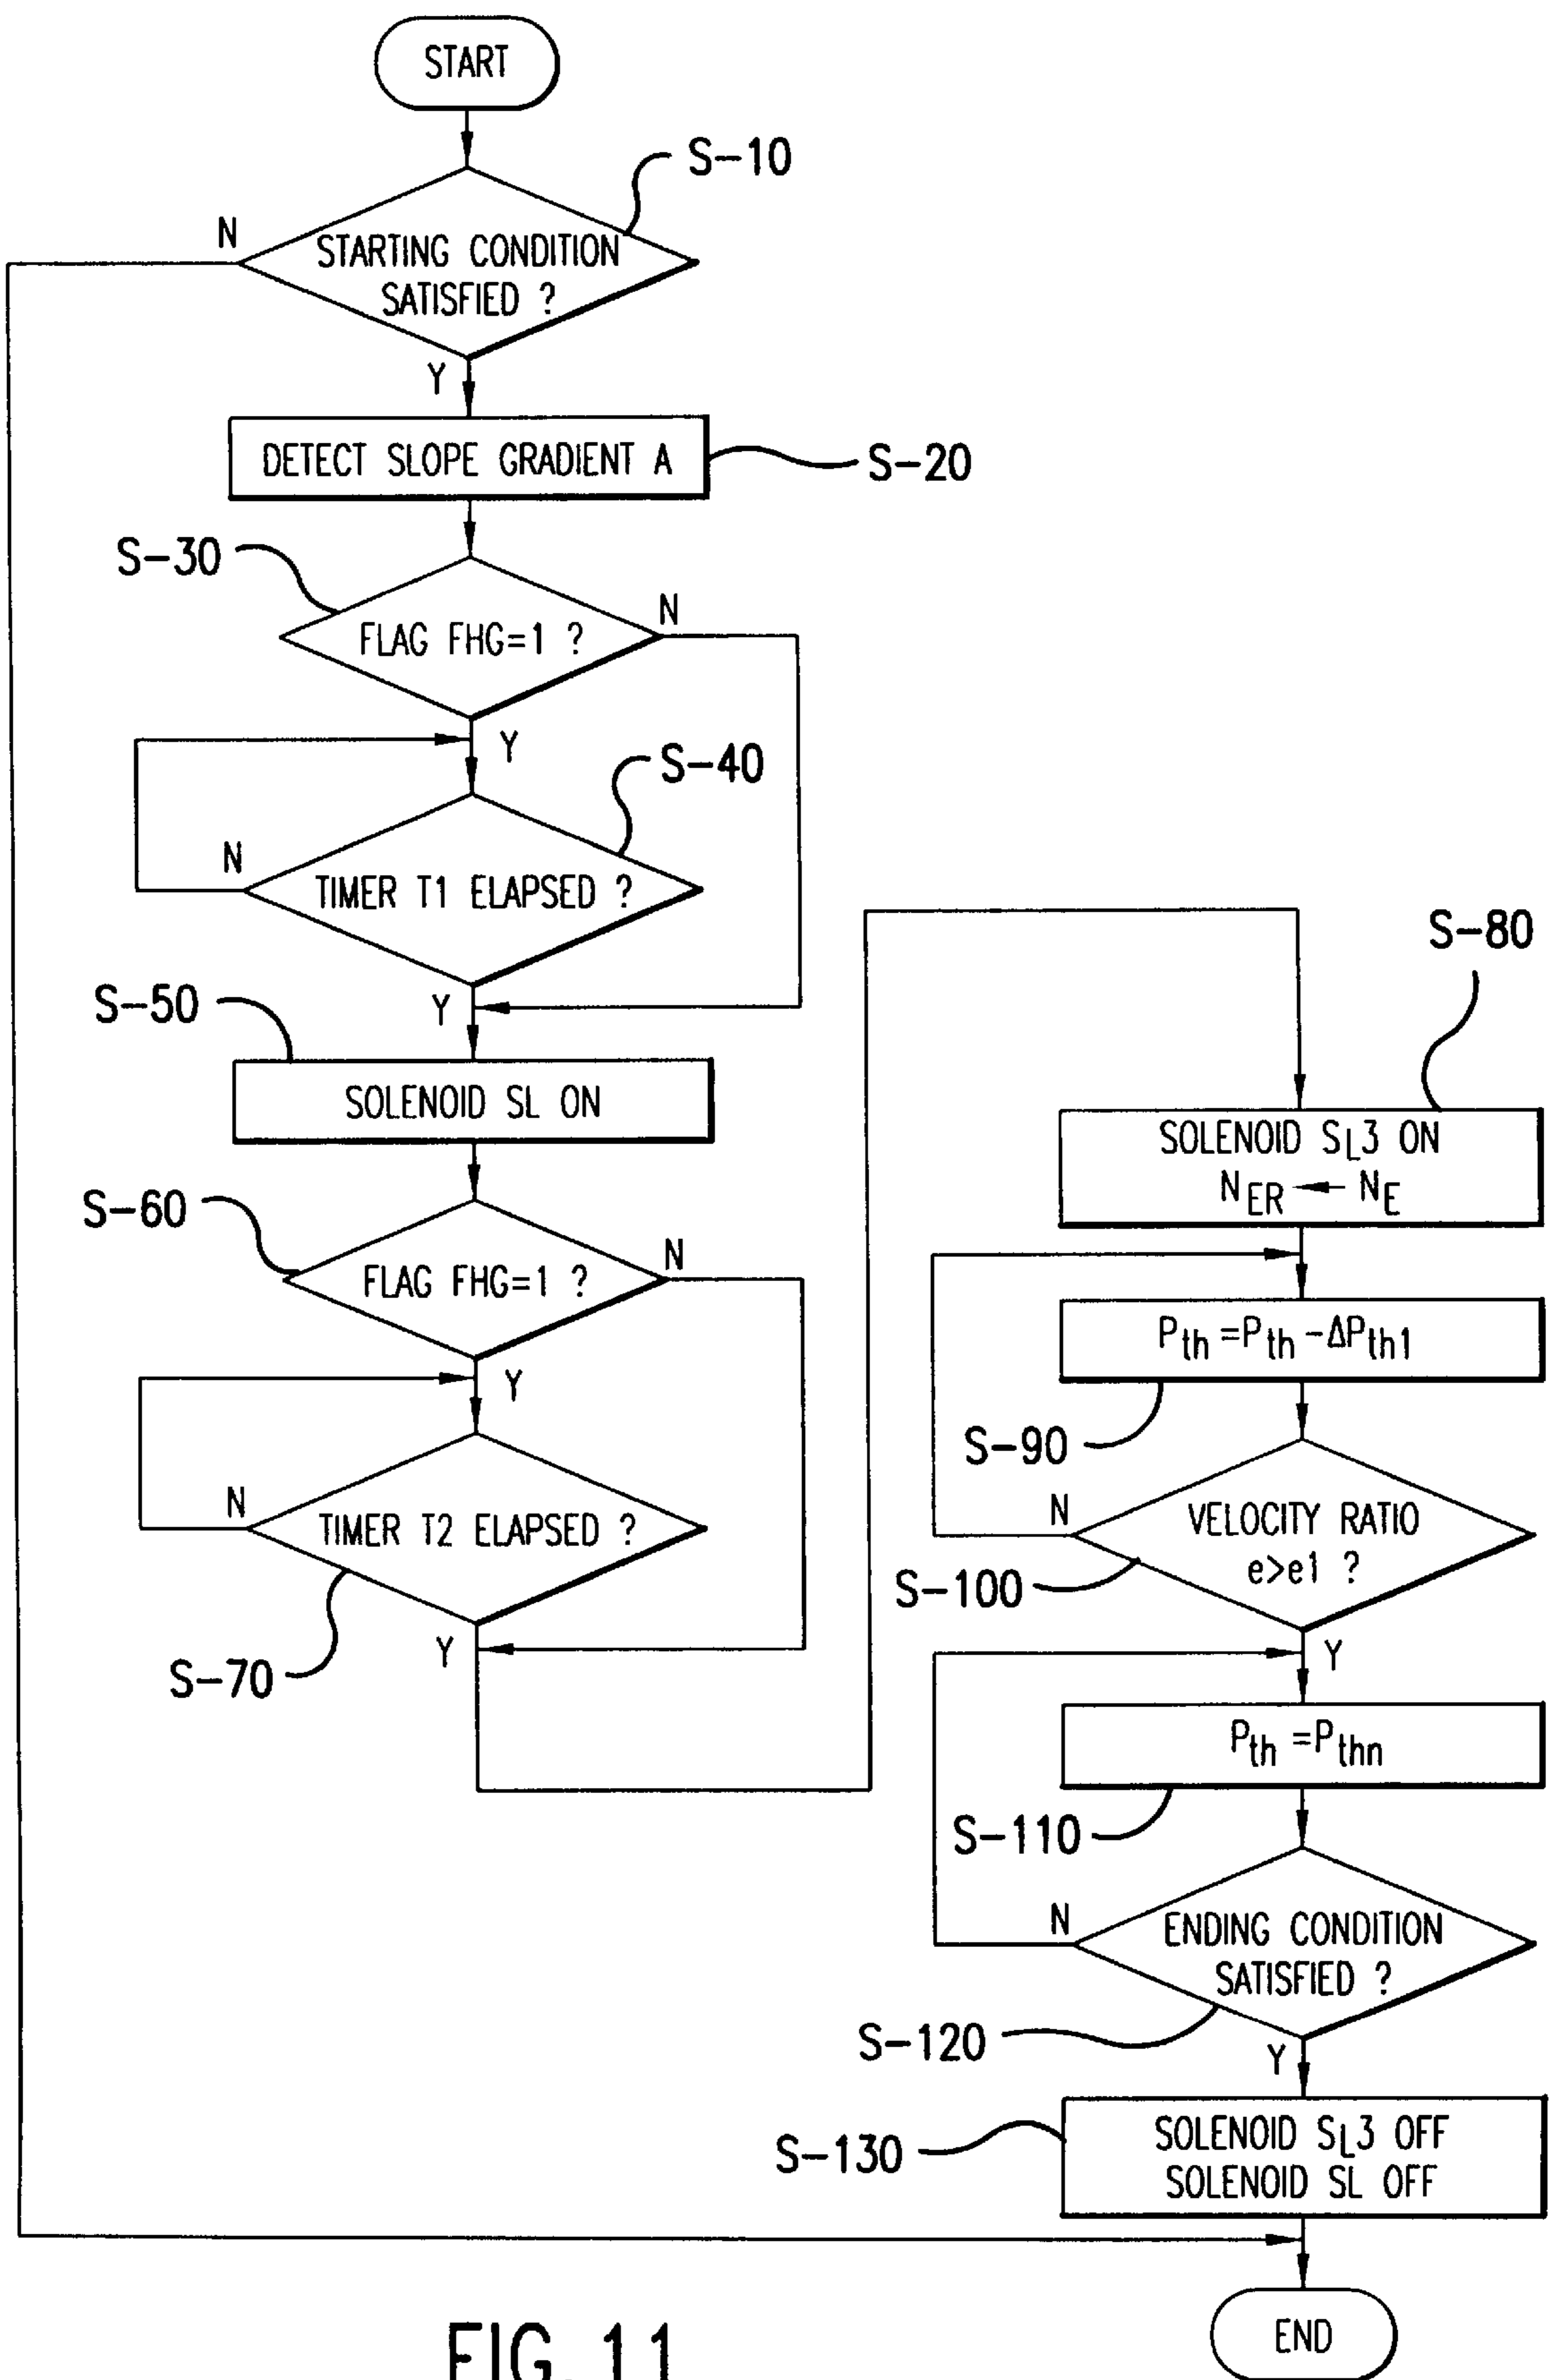 START
S-10
N
STARTING CONDITION
SATISFIED ?
Y
DETECT SLOPE GRADIENT A
S-20
S-30
FLAG FHG=1 ?
N
Y
S-40
N
TIMER T1 ELAPSED ?
Y
S-50
SOLENOID SL ON
S-60
FLAG FHG=1 ?
N
Y
N
TIMER T2 ELAPSED ?
Y
S-70
S-80
SOLENOID SL3 ON
NER ← NE
Pth =Pth -ΔPth1
S-90
N
VELOCITY RATIO
e>e1 ?
S-100
Y
Pth =Pthn
S-110
N
ENDING CONDITION
SATISFIED ?
S-120
Y
S-130
SOLENOID SL3 OFF
SOLENOID SL OFF
END
FIG. 11